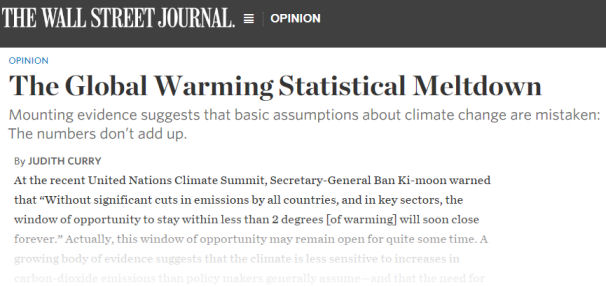 THE WALL STREET JOURNAL. ≡ OPINION
OPINION
The Global Warming Statistical Meltdown
Mounting evidence suggests that basic assumptions about climate change are mistaken:
The numbers don’t add up.
By JUDITH CURRY
At the recent United Nations Climate Summit, Secretary-General Ban Ki-moon warned
that “Without significant cuts in emissions by all countries, and in key sectors, the
window of opportunity to stay within less than 2 degrees [of warming] will soon close
forever.” Actually, this window of opportunity may remain open for quite some time. A
growing body of evidence suggests that the climate is less sensitive to increases in
carbon-dioxide emissions than policy makers generally assume—and that the need for